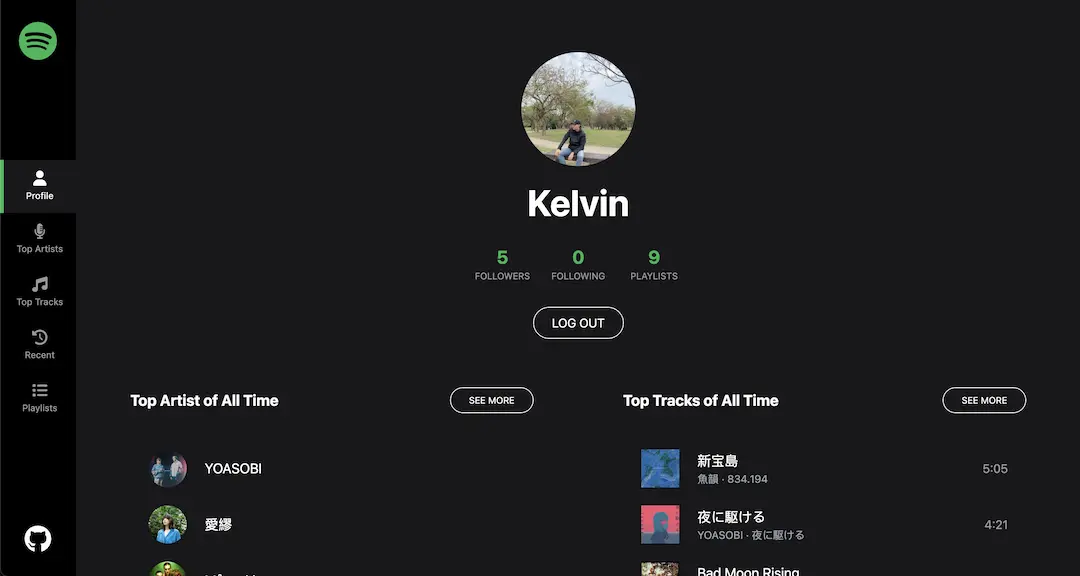 Kelvin
5
FOLLOWERS
0
FOLLOWING
9
PLAYLISTS
LOG OUT
Profile
Top Artists
Top Tracks
Recent
Playlists
Top Artist of All Time
SEE MORE
YOASOBI
愛繆
Top Tracks of All Time
SEE MORE
新宝島
魚韻 · 834.194
5:05
夜に駆ける
YOASOBI · 夜に駆ける
4:21
Bad Moon Rising